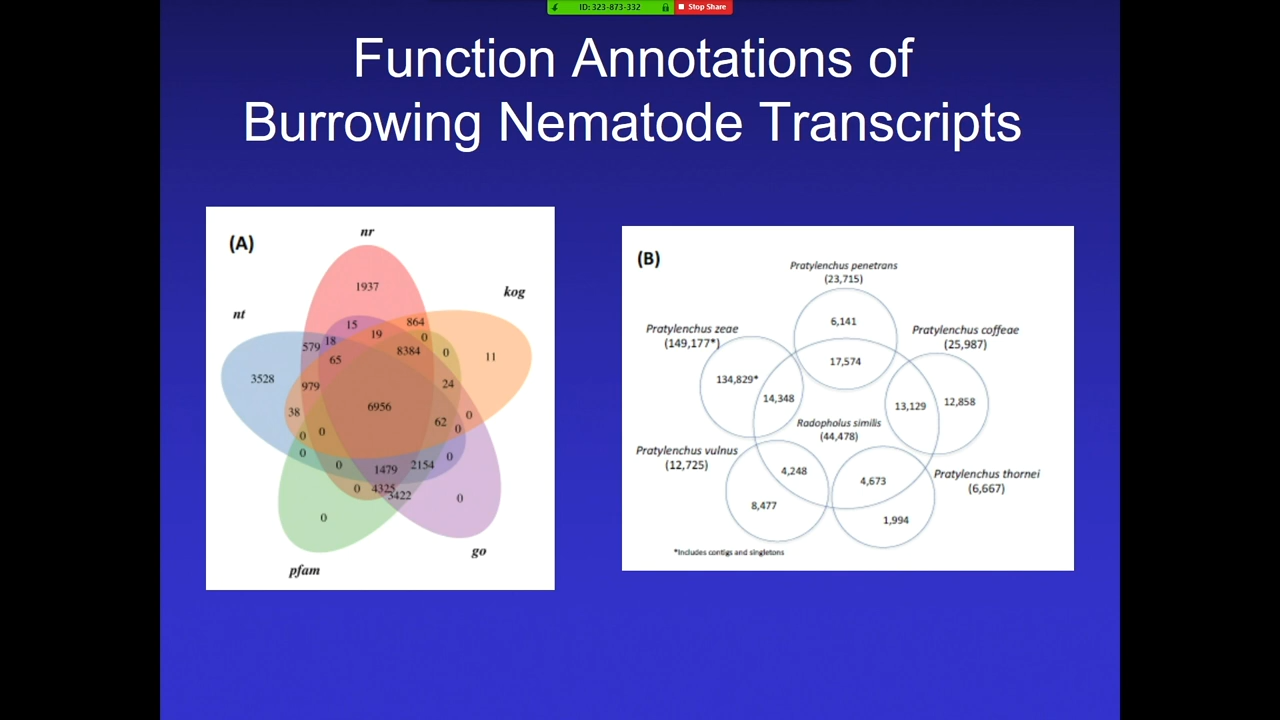 ID: 323-873-332
Stop Share
Function Annotations of
Burrowing Nematode Transcripts
(A)
nr
kog
nt
pfam
go
1937
864
15
19
0
18
579
8384
0
11
65
3528
979
24
6956
38
0
62
0
0
0
0
0
1479
2154
0
0
4325
3422
0
0
(B)
Pratylenchus penetrans
(23,715)
6,141
17,574
Pratylenchus zeae
(149,177*)
134,829*
14,348
Pratylenchus coffeae
(25,987)
13,129
12,858
Radopholus similis
(44,478)
Pratylenchus vulnus
(12,725)
4,248
8,477
Pratylenchus thornei
(6,667)
4,673
1,994
*Includes contigs and singletons